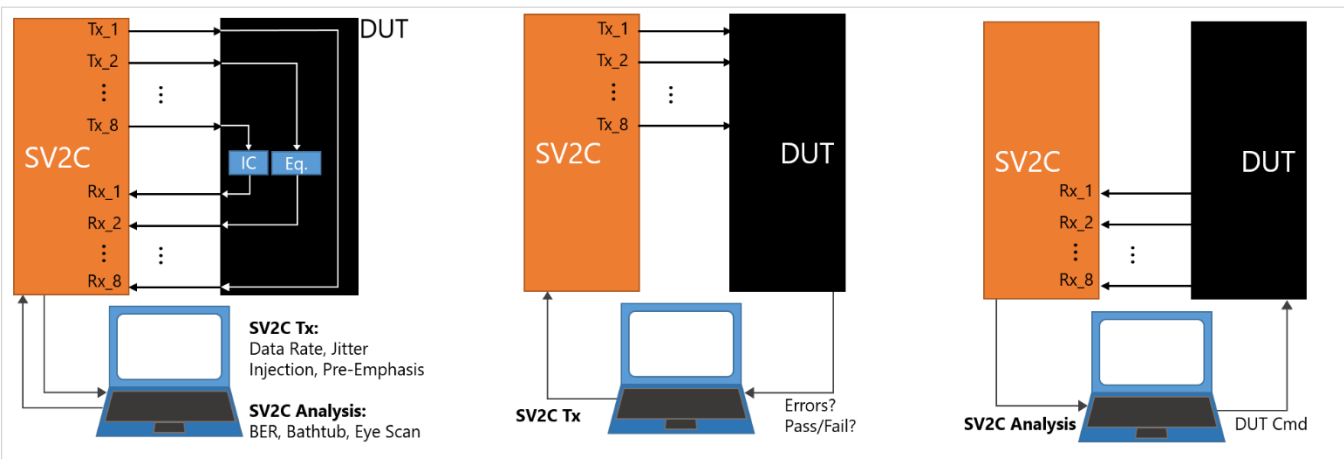 Tx_1
DUT
Tx_2
Tx_8
SV2C
IC
Eq.
Rx_1
Rx_2
Rx_8
SV2C Tx:
Data Rate, Jitter
Injection, Pre-Emphasis
SV2C Analysis:
BER, Bathtub, Eye Scan
Tx_1
Tx_2
Tx_8
SV2C
DUT
SV2C Tx
Errors?
Pass/Fail?
SV2C
DUT
Rx_1
Rx_2
Rx_8
SV2C Analysis
DUT Cmd